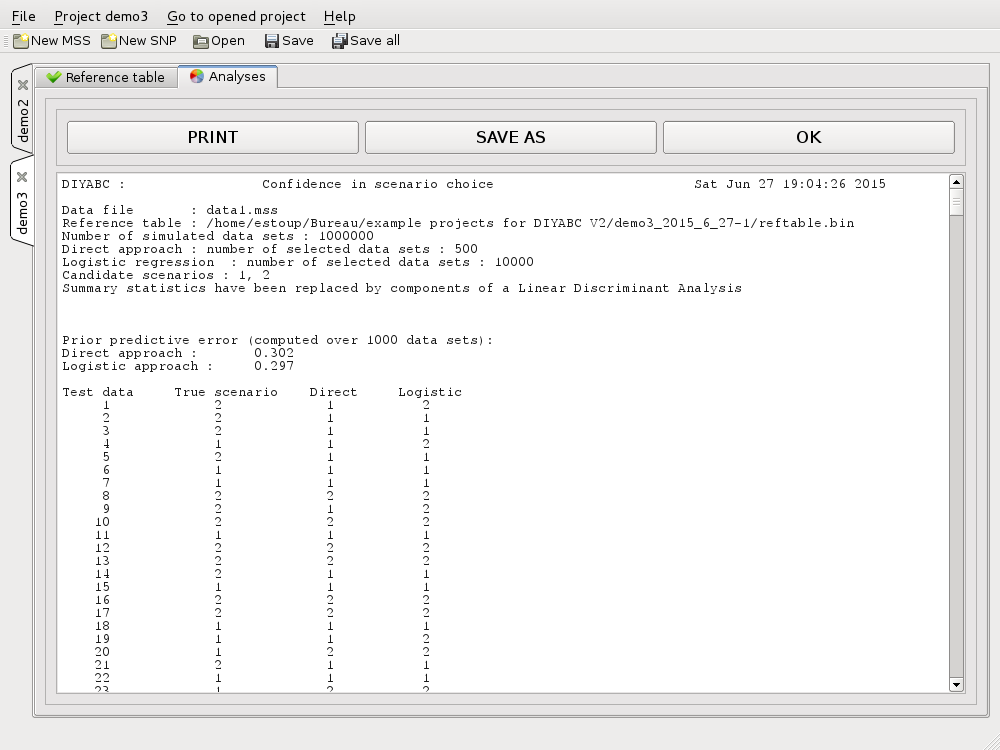 File Project demo3 Go to opened project Help
New MSS New SNP Open Save Save all
demo2
demo3
Reference table Analyses
PRINT SAVE AS OK
DIYABC : Confidence in scenario choice Sat Jun 27 19:04:26 2015
Data file : data1.mss
Reference table : /home/estoup/Bureau/example projects for DIYABC V2/demo3_2015_6_27-1/reftable.bin
Number of simulated data sets : 1000000
Direct approach : number of selected data sets : 500
Logistic regression : number of selected data sets : 10000
Candidate scenarios : 1, 2
Summary statistics have been replaced by components of a Linear Discriminant Analysis
Prior predictive error (computed over 1000 data sets):
Direct approach : 0.302
Logistic approach : 0.297
Test data True scenario Direct Logistic
1 2 1 2
2 2 1 1
3 2 1 1
4 1 1 2
5 2 1 1
6 1 1 1
7 1 1 1
8 2 2 2
9 2 1 2
10 2 2 2
11 1 1 1
12 2 2 2
13 2 2 2
14 2 1 1
15 1 1 1
16 2 2 2
17 2 2 2
18 1 1 1
19 1 1 2
20 1 2 2
21 2 1 1
22 1 1 1
23 1 2 2